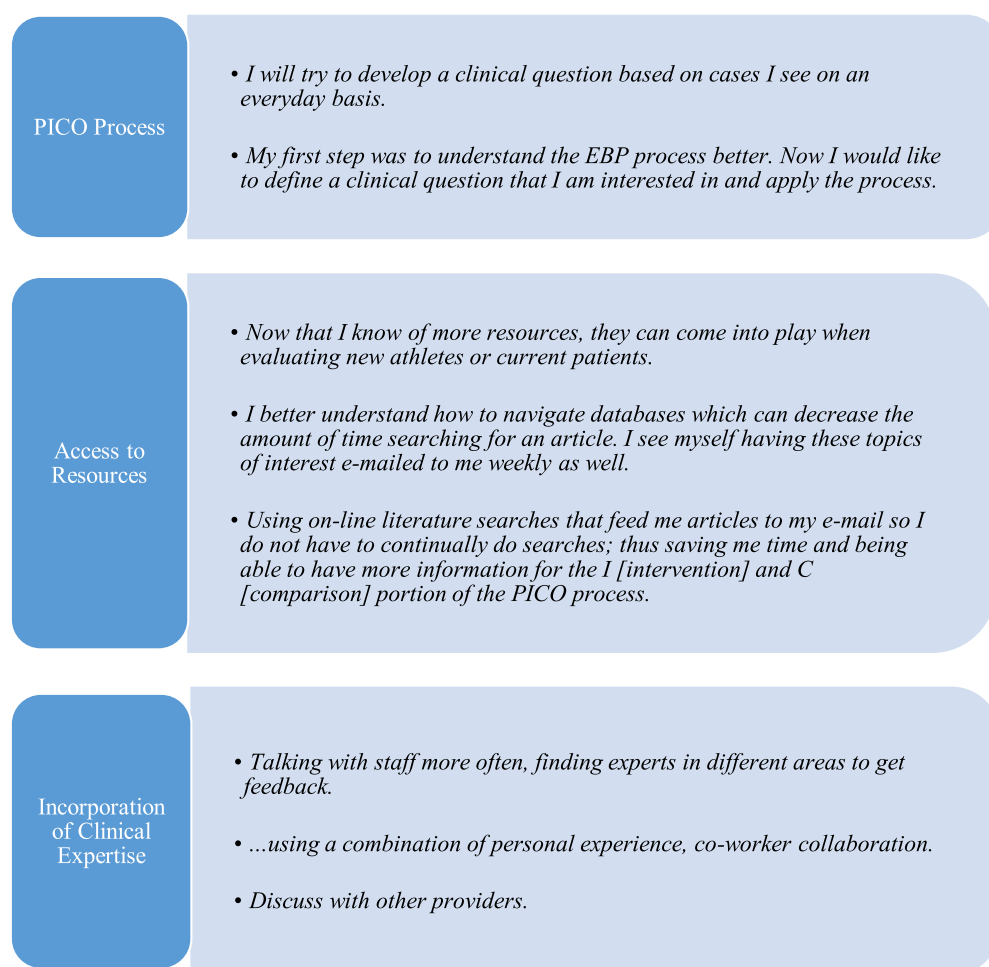 PICO Process
• I will try to develop a clinical question based on cases I see on an
everyday basis.
• My first step was to understand the EBP process better. Now I would like
to define a clinical question that I am interested in and apply the process.
Access to
Resources
• Now that I know of more resources, they can come into play when
evaluating new athletes or current patients.
• I better understand how to navigate databases which can decrease the
amount of time searching for an article. I see myself having these topics
of interest e-mailed to me weekly as well.
• Using on-line literature searches that feed me articles to my e-mail so I
do not have to continually do searches; thus saving me time and being
able to have more information for the I [intervention] and C
[comparison] portion of the PICO process.
Incorporation
of Clinical
Expertise
• Talking with staff more often, finding experts in different areas to get
feedback.
• ...using a combination of personal experience, co-worker collaboration.
• Discuss with other providers.